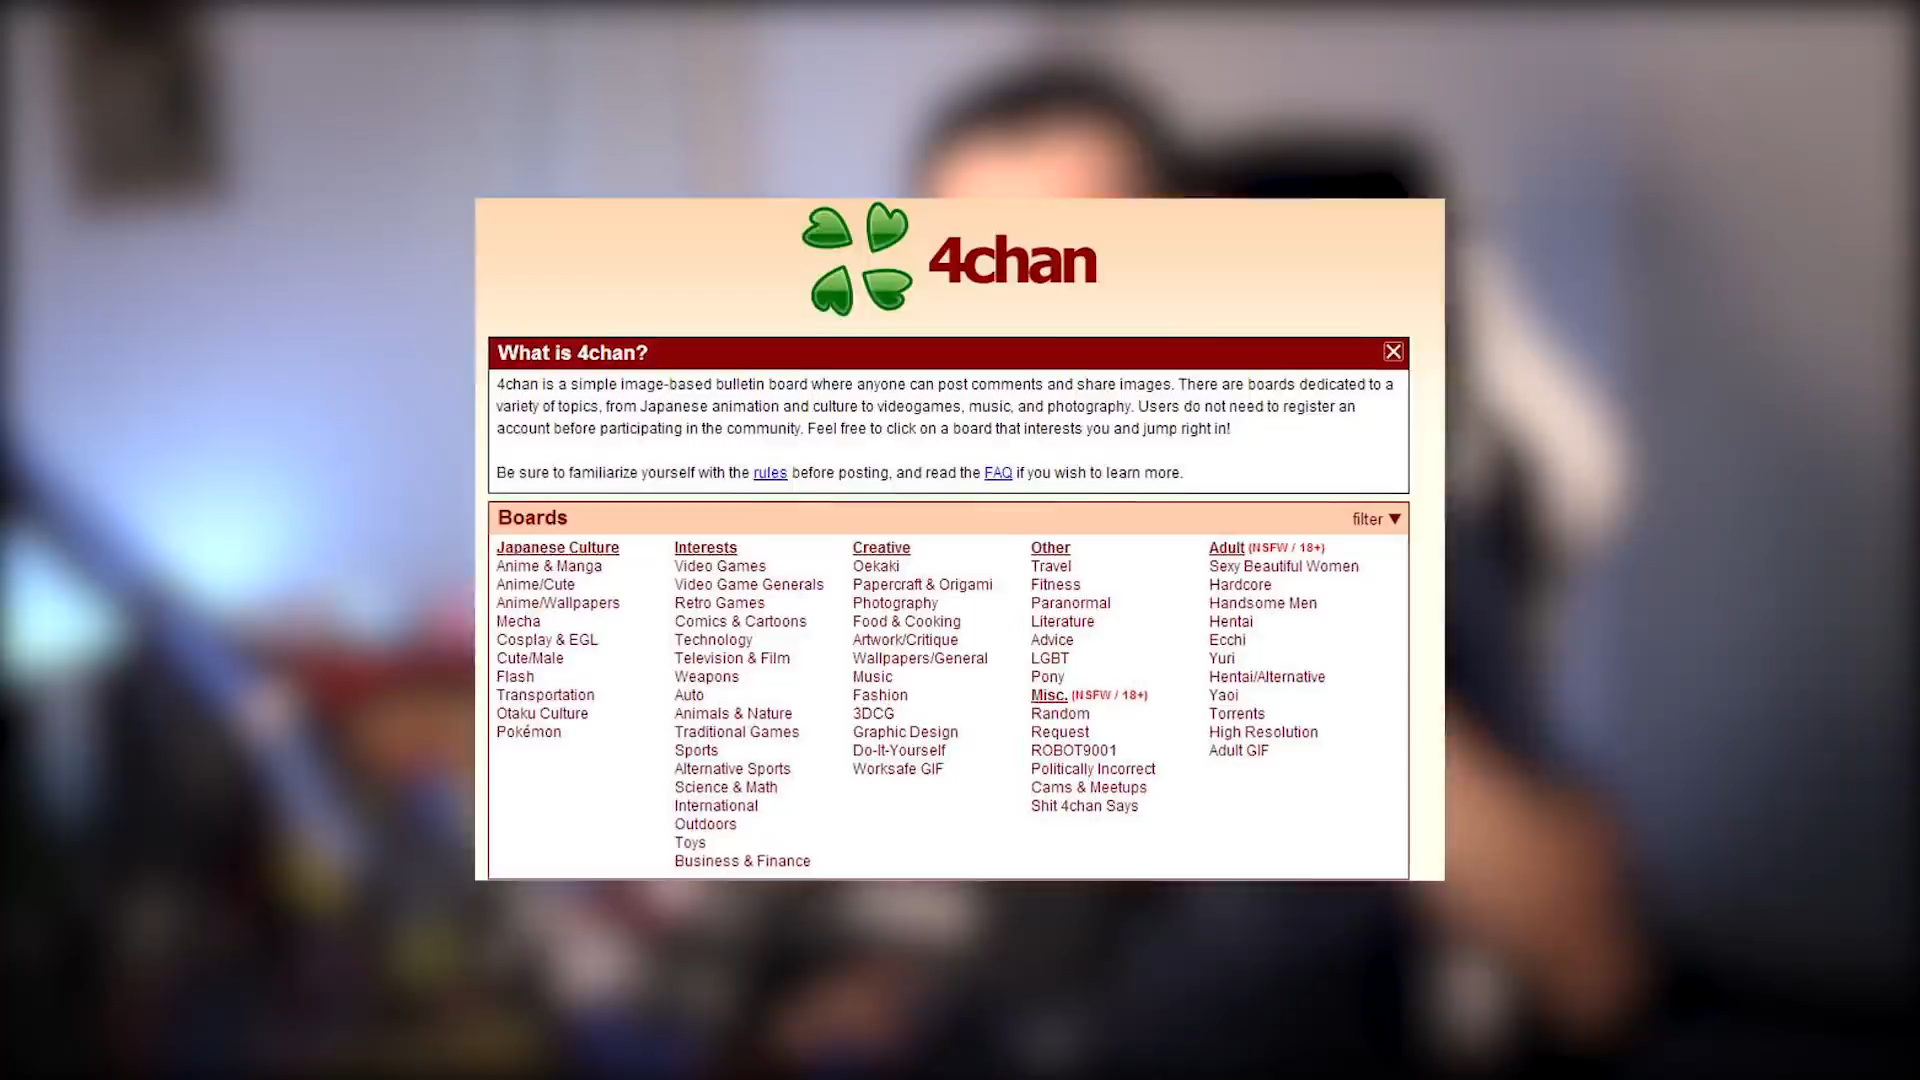 4chan
What is 4chan?
4chan is a simple image-based bulletin board where anyone can post comments and share images. There are boards dedicated to a
variety of topics, from Japanese animation and culture to videogames, music, and photography. Users do not need to register an
account before participating in the community. Feel free to click on a board that interests you and jump right in!
Be sure to familiarize yourself with the rules before posting, and read the FAQ if you wish to learn more.
Boards
filter ▼
Japanese Culture
Anime & Manga
Anime/Cute
Anime/Wallpapers
Mecha
Cosplay & EGL
Cute/Male
Flash
Transportation
Otaku Culture
Pokémon
Interests
Video Games
Video Game Generals
Retro Games
Comics & Cartoons
Technology
Television & Film
Weapons
Auto
Animals & Nature
Traditional Games
Sports
Alternative Sports
Science & Math
International
Outdoors
Toys
Business & Finance
Creative
Oekaki
Papercraft & Origami
Photography
Food & Cooking
Artwork/Critique
Wallpapers/General
Music
Fashion
3DCG
Graphic Design
Do-It-Yourself
Worksafe GIF
Other
Travel
Fitness
Paranormal
Literature
Advice
LGBT
Pony
Misc. (NSFW / 18+)
Random
Request
ROBOT9001
Politically Incorrect
Cams & Meetups
Shit 4chan Says
Adult (NSFW / 18+)
Sexy Beautiful Women
Hardcore
Handsome Men
Hentai
Ecchi
Yuri
Hentai/Alternative
Yaoi
Torrents
High Resolution
Adult GIF